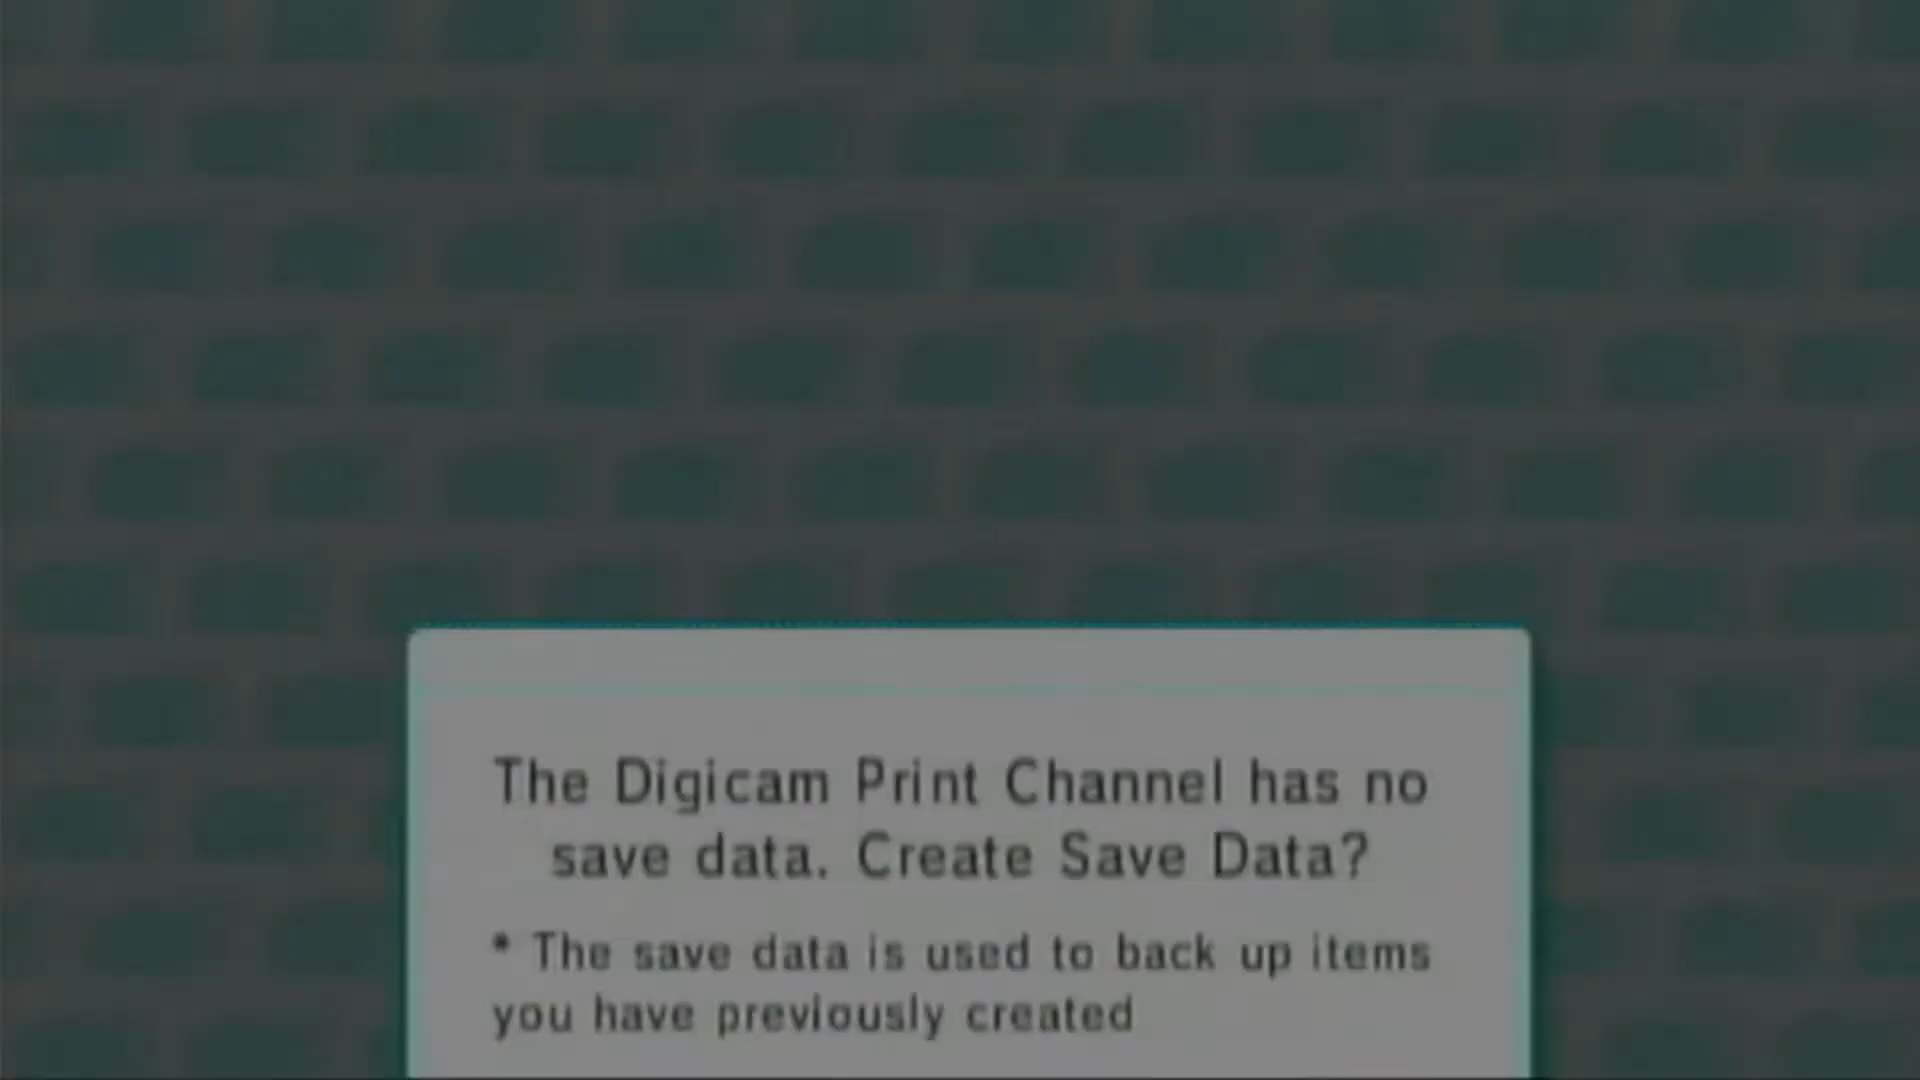 The Digicam Print Channel has no
save data. Create Save Data?
* The save data is used to back up items
you have previously created